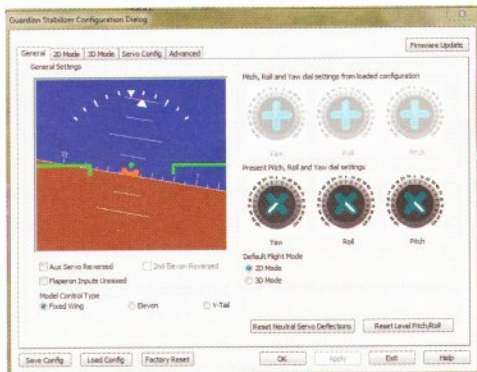 Guardian Stabilizer Configuration Dialog
Firmware Update
General 2D Mode 3D Mode Servo Config Advanced
General Settings
Pitch, Roll and Yaw dial settings from loaded configuration
Yaw Roll Pitch
Present Pitch, Roll and Yaw dial settings:
Yaw Roll Pitch
Aux Servo Reversed 2nd Elevon Reversed
Flaperon Inputs Unmixed
Default Flight Mode
2D Mode
3D Mode
Model Control Type
Fixed Wing Elevon V-Tail
Reset Neutral Servo Deflections Reset Level Pitch/Roll
Save Config Load Config Factory Reset OK Apply Exit Help